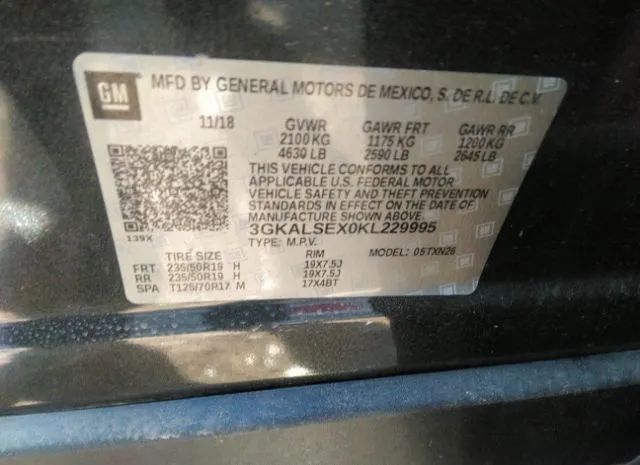 GM
MFD BY GENERAL MOTORS DE MEXICO, S. DE R.L. DE C.V.
11/18 GVWR GAWR FRT GAWR RR
2100 KG 1175 KG 1200 KG
4630 LB 2590 LB 2645 LB
THIS VEHICLE CONFORMS TO ALL
APPLICABLE U.S. FEDERAL MOTOR
VEHICLE SAFETY AND THEFT PREVENTION
STANDARDS IN EFFECT ON THE DATE OF
MANUFACTURE SHOWN ABOVE.
139X 3GKALSEX0KL229995
TYPE: M.P.V. MODEL: 05TXN26
TIRE SIZE RIM
FRT 235/50R19 H 19X7.5J
RR 235/50R19 H 19X7.5J
SPA T125/70R17 M 17X4BT